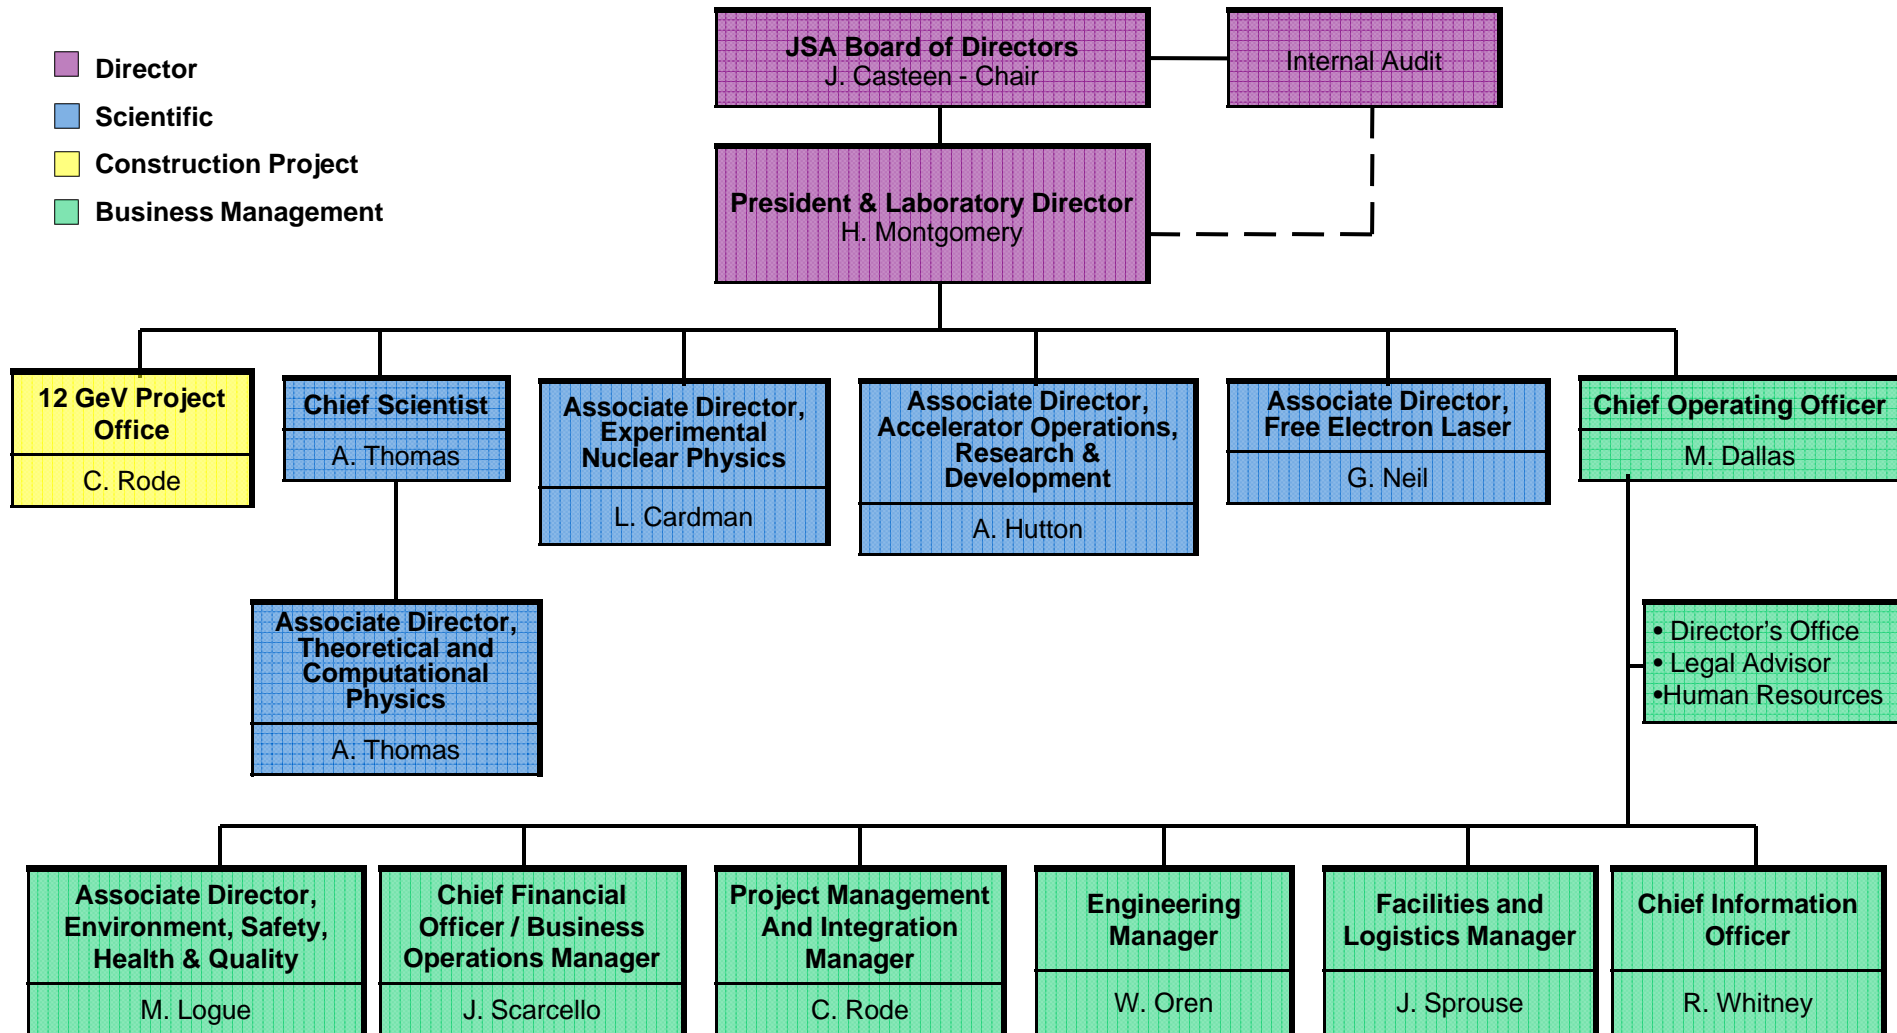 Director
Scientific
Construction Project
Business Management
JSA Board of Directors
J. Casteen - Chair
Internal Audit
President & Laboratory Director
H. Montgomery
12 GeV Project
Office
C. Rode
Chief Scientist
A. Thomas
Associate Director,
Experimental
Nuclear Physics
L. Cardman
Associate Director,
Accelerator Operations,
Research &
Development
A. Hutton
Associate Director,
Free Electron Laser
G. Neil
Chief Operating Officer
M. Dallas
Associate Director,
Theoretical and
Computational
Physics
A. Thomas
• Director's Office
• Legal Advisor
•Human Resources
Associate Director,
Environment, Safety,
Health & Quality
M. Logue
Chief Financial
Officer / Business
Operations Manager
J. Scarcello
Project Management
And Integration
Manager
C. Rode
Engineering
Manager
W. Oren
Facilities and
Logistics Manager
J. Sprouse
Chief Information
Officer
R. Whitney